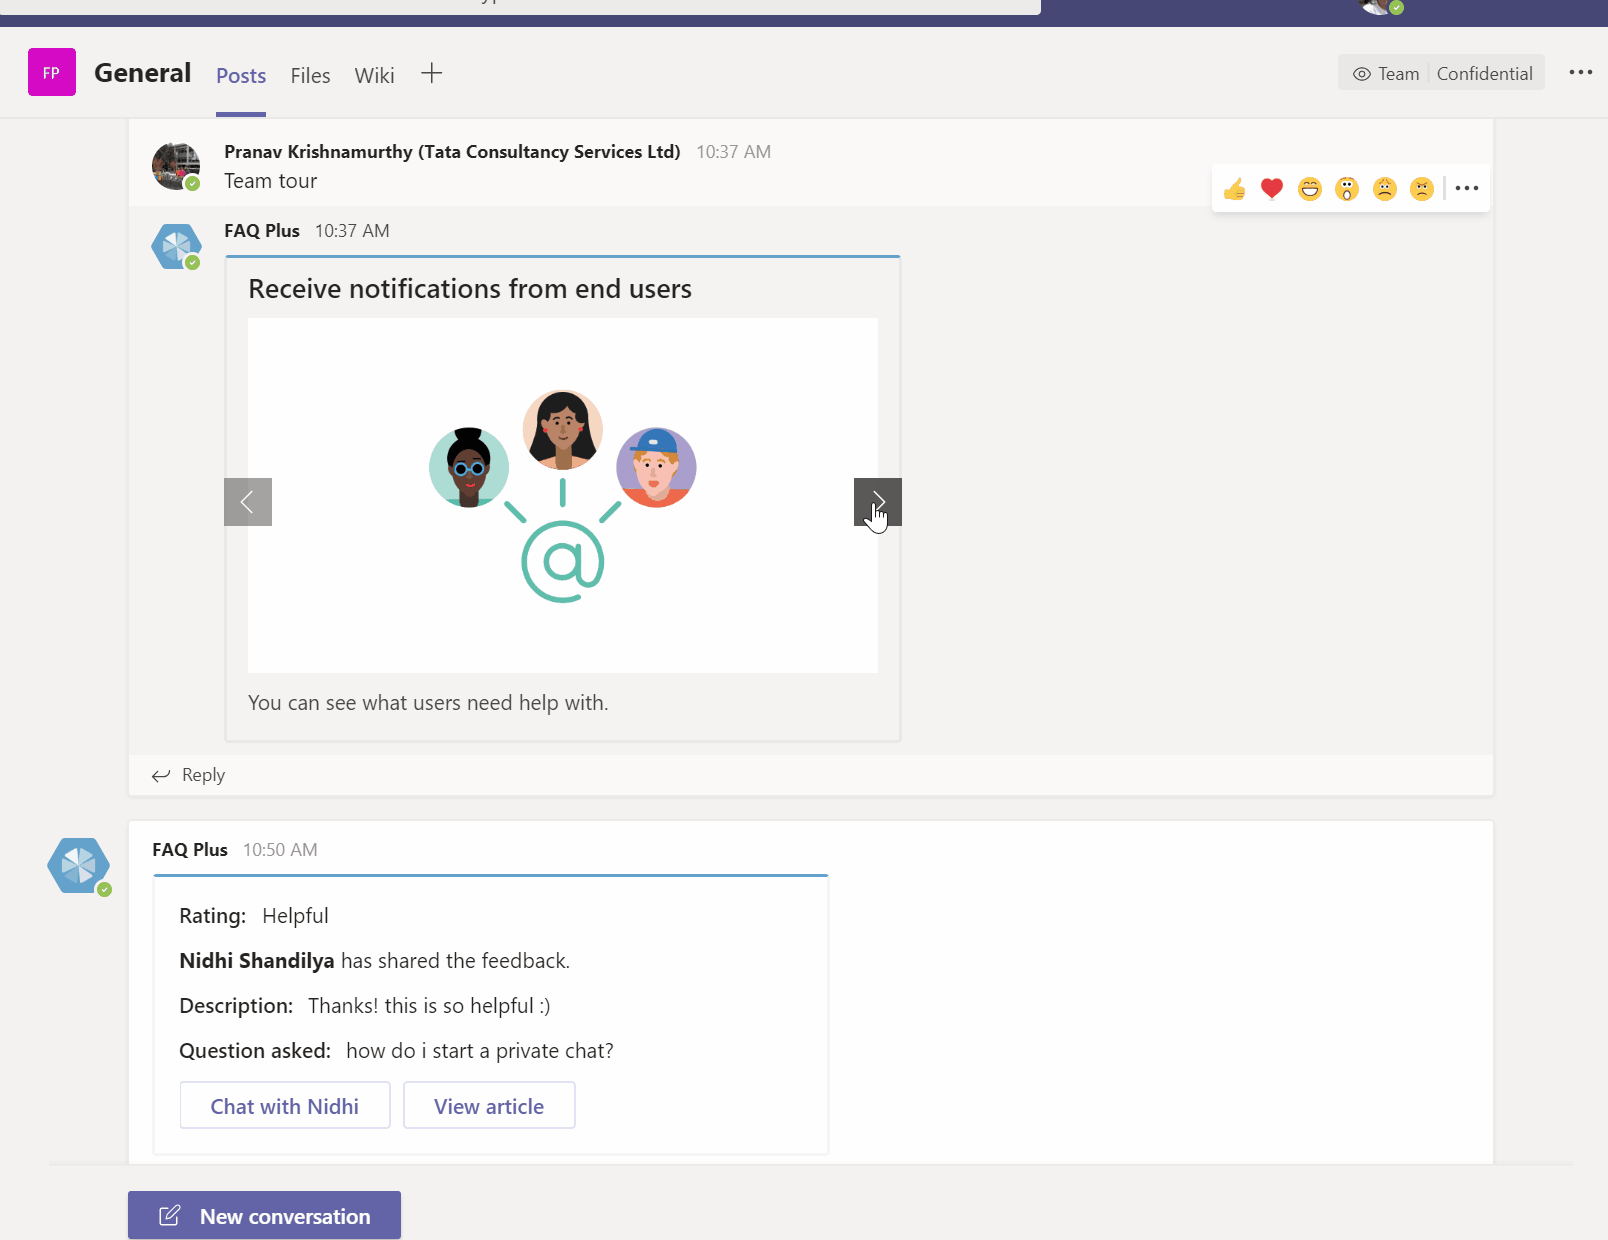 FP General Posts Files Wiki Team Confidential
Pranav Krishnamurthy (Tata Consultancy Services Ltd) 10:37 AM
Team tour
FAQ Plus 10:37 AM
Receive notifications from end users
@
You can see what users need help with.
Reply
FAQ Plus 10:50 AM
Rating: Helpful
Nidhi Shandilya has shared the feedback.
Description: Thanks! this is so helpful :)
Question asked: how do i start a private chat?
Chat with Nidhi View article
New conversation